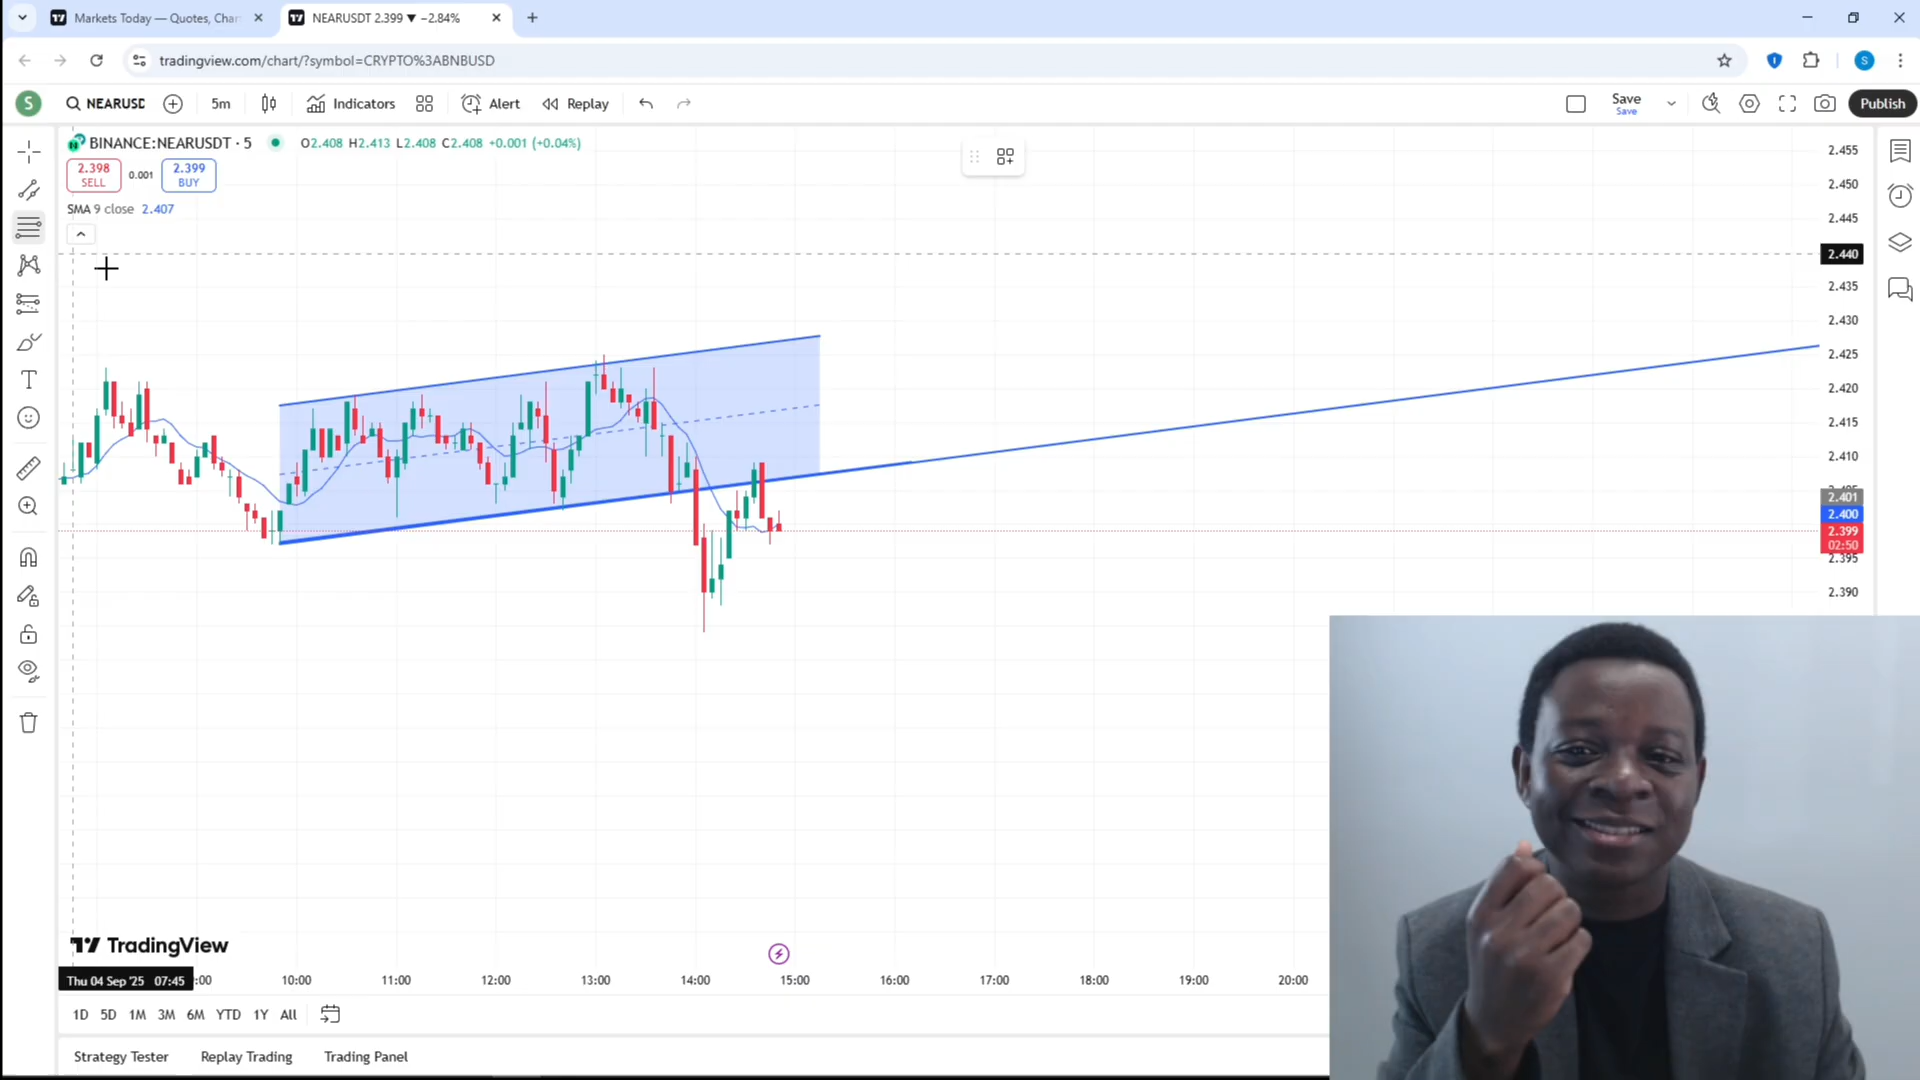 Markets Today — Quotes, Char
NEARUSDT 2.399 ▼ −2.84%
tradingview.com/chart/?symbol=CRYPTO%3ABNBUSD
S
S
NEARUSD
5m
Indicators
Alert
Replay
Save
Save
Publish
BINANCE:NEARUSDT · 5
O2.408 H2.413 L2.408 C2.408 +0.001 (+0.04%)
2.398
SELL
0.001
2.399
BUY
SMA 9 close 2.407
2.455
2.450
2.445
2.440
2.435
2.430
2.425
2.420
2.415
2.410
2.401
2.400
2.399
02:50
2.395
2.390
TradingView
Thu 04 Sep '25 07:45
:00
10:00
11:00
12:00
13:00
14:00
15:00
16:00
17:00
18:00
19:00
20:00
1D 5D 1M 3M 6M YTD 1Y All
Strategy Tester
Replay Trading
Trading Panel